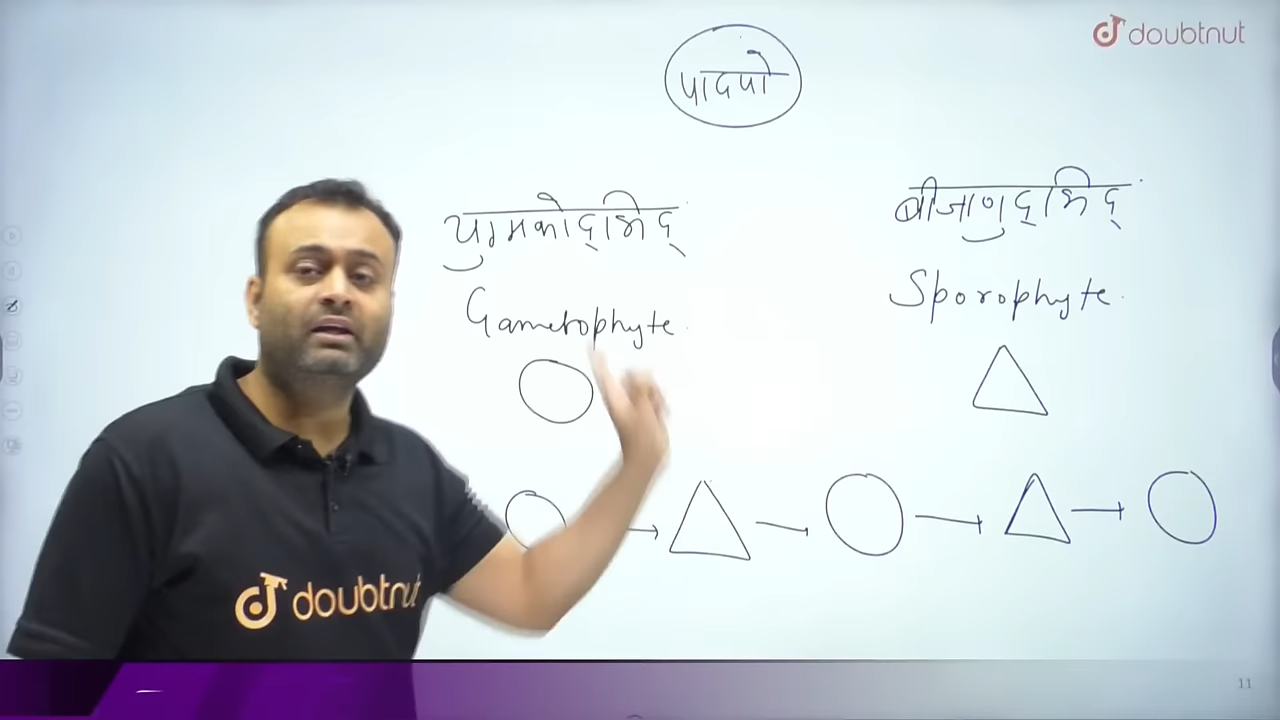 doubtnut
पादपो
युग्मकोद्भिद्
बीजाणुद्भिद्
Gametophyte
Sporophyte
doubtnut
11